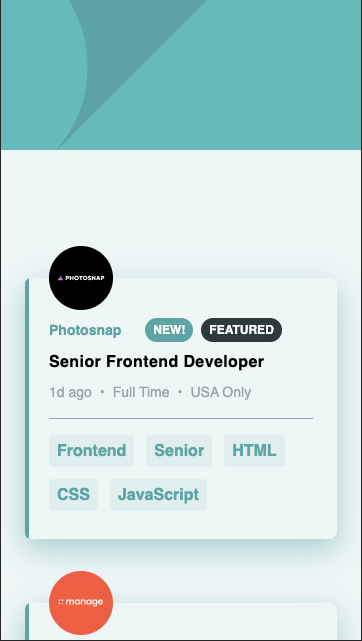 PHOTOSNAP
Photosnap NEW! FEATURED
Senior Frontend Developer
1d ago • Full Time • USA Only
Frontend Senior HTML
CSS JavaScript
manage